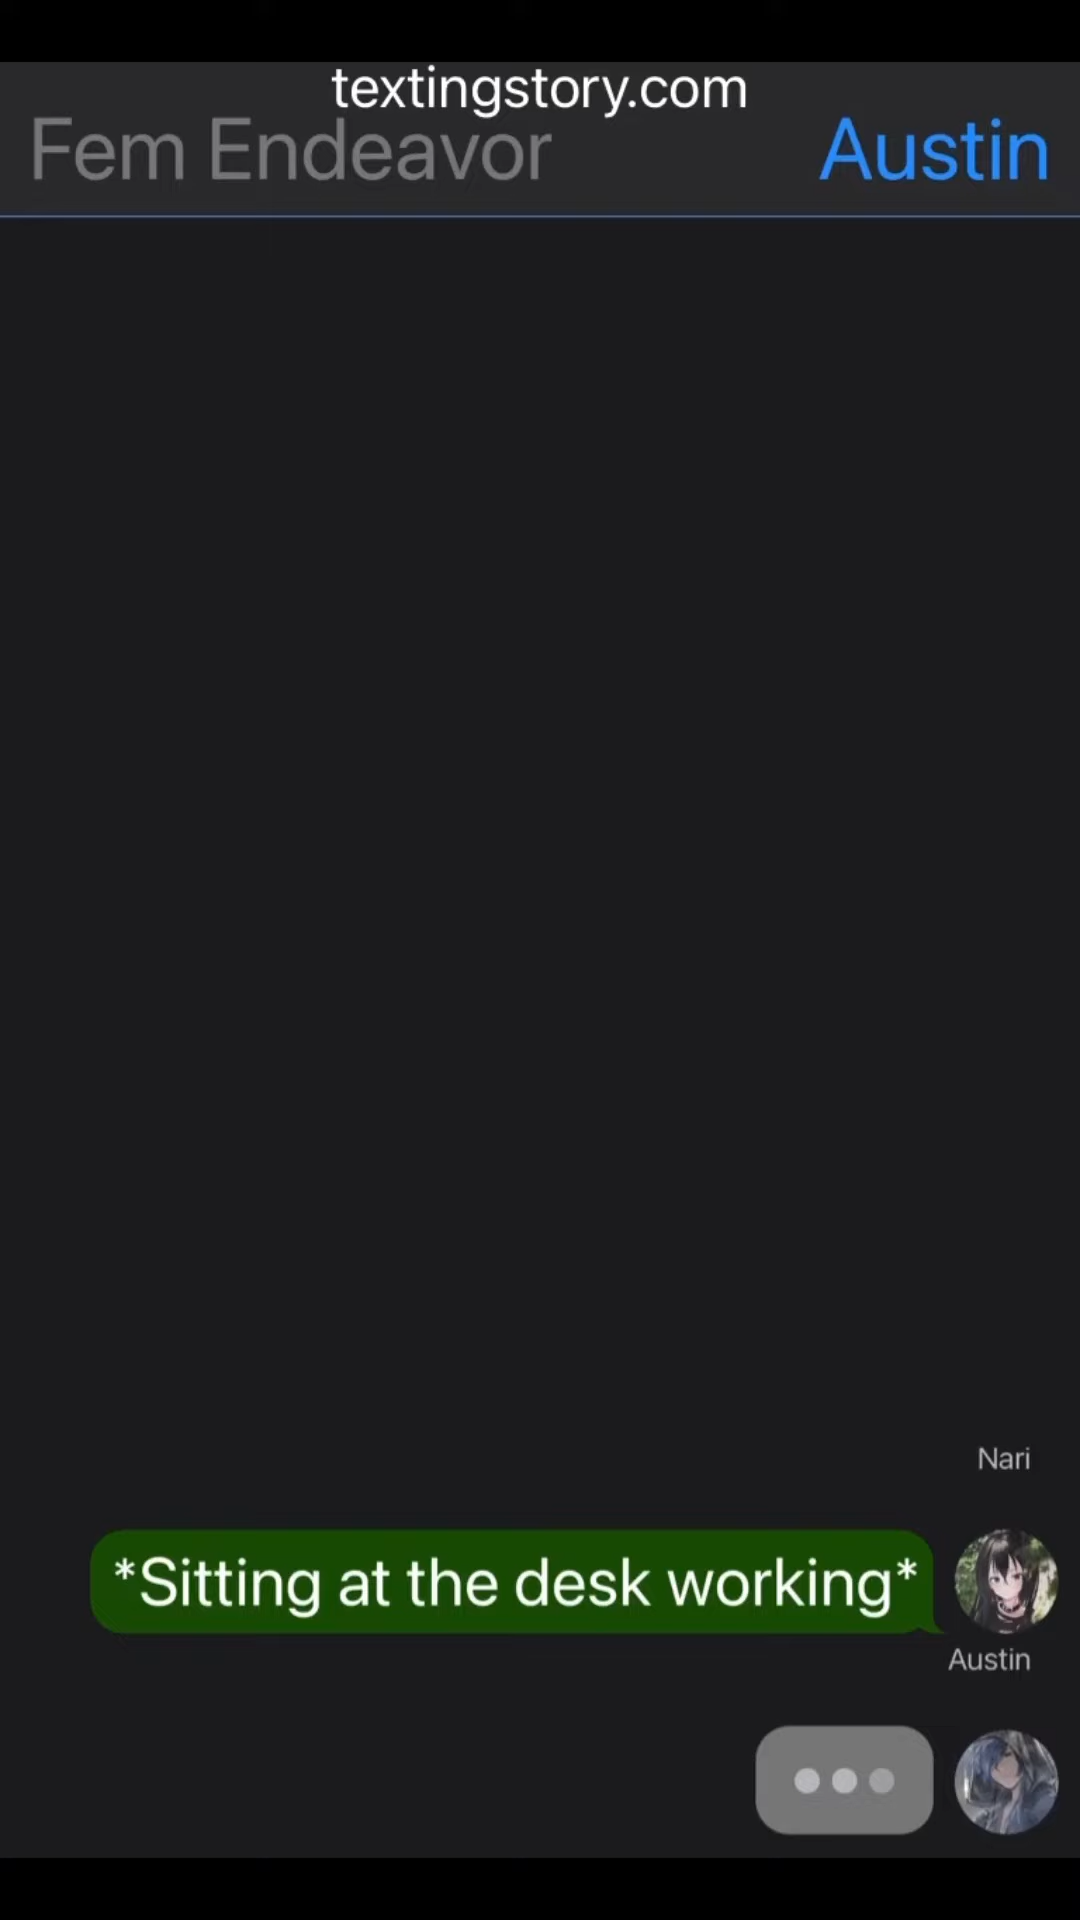 textingstory.com
Fem Endeavor Austin
Nari
*Sitting at the desk working*
Austin